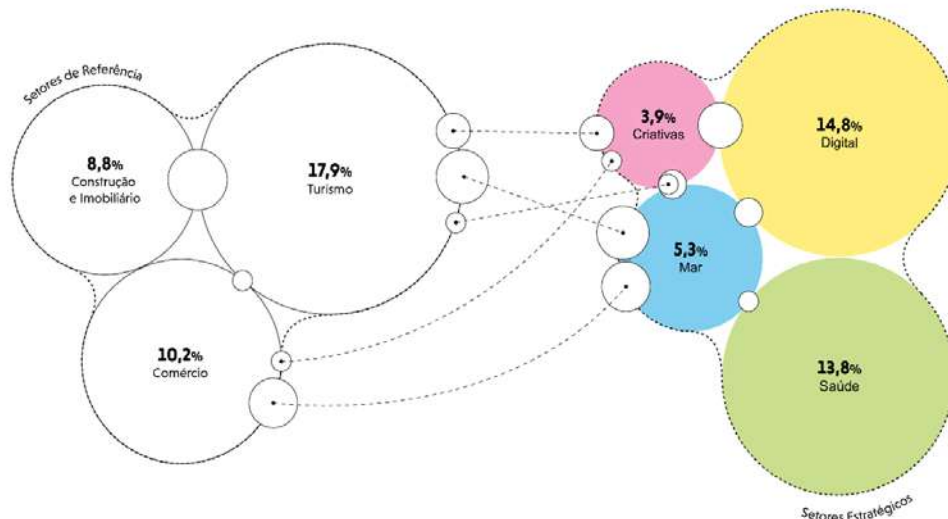 Setores de Referência
8,8%
Construção
e Imobiliário
17,9%
Turismo
10,2%
Comércio
3,9%
Criativas
14,8%
Digital
5,3%
Mar
13,8%
Saúde
Setores Estratégicos